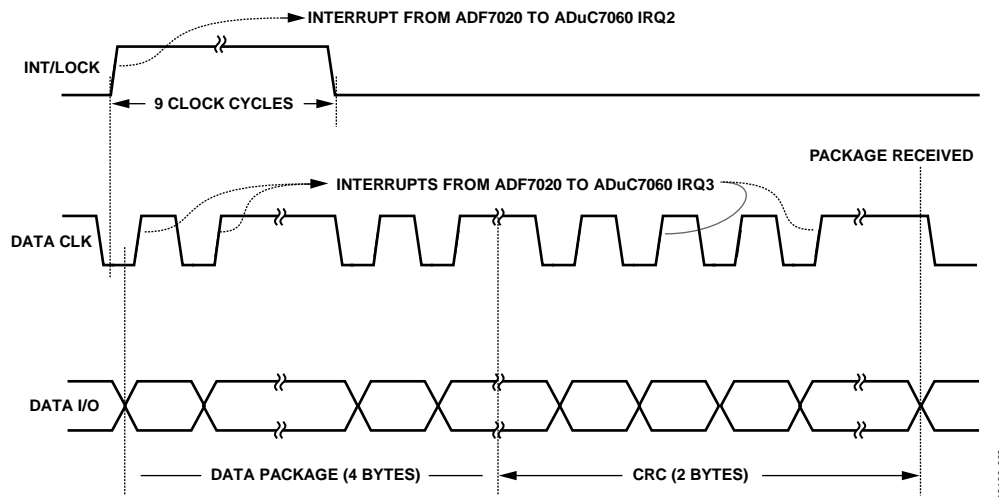 INTERRUPT FROM ADF7020 TO ADuC7060 IRQ2
INT/LOCK
9 CLOCK CYCLES
PACKAGE RECEIVED
INTERRUPTS FROM ADF7020 TO ADuC7060 IRQ3
DATA CLK
DATA I/O
DATA PACKAGE (4 BYTES)
CRC (2 BYTES)